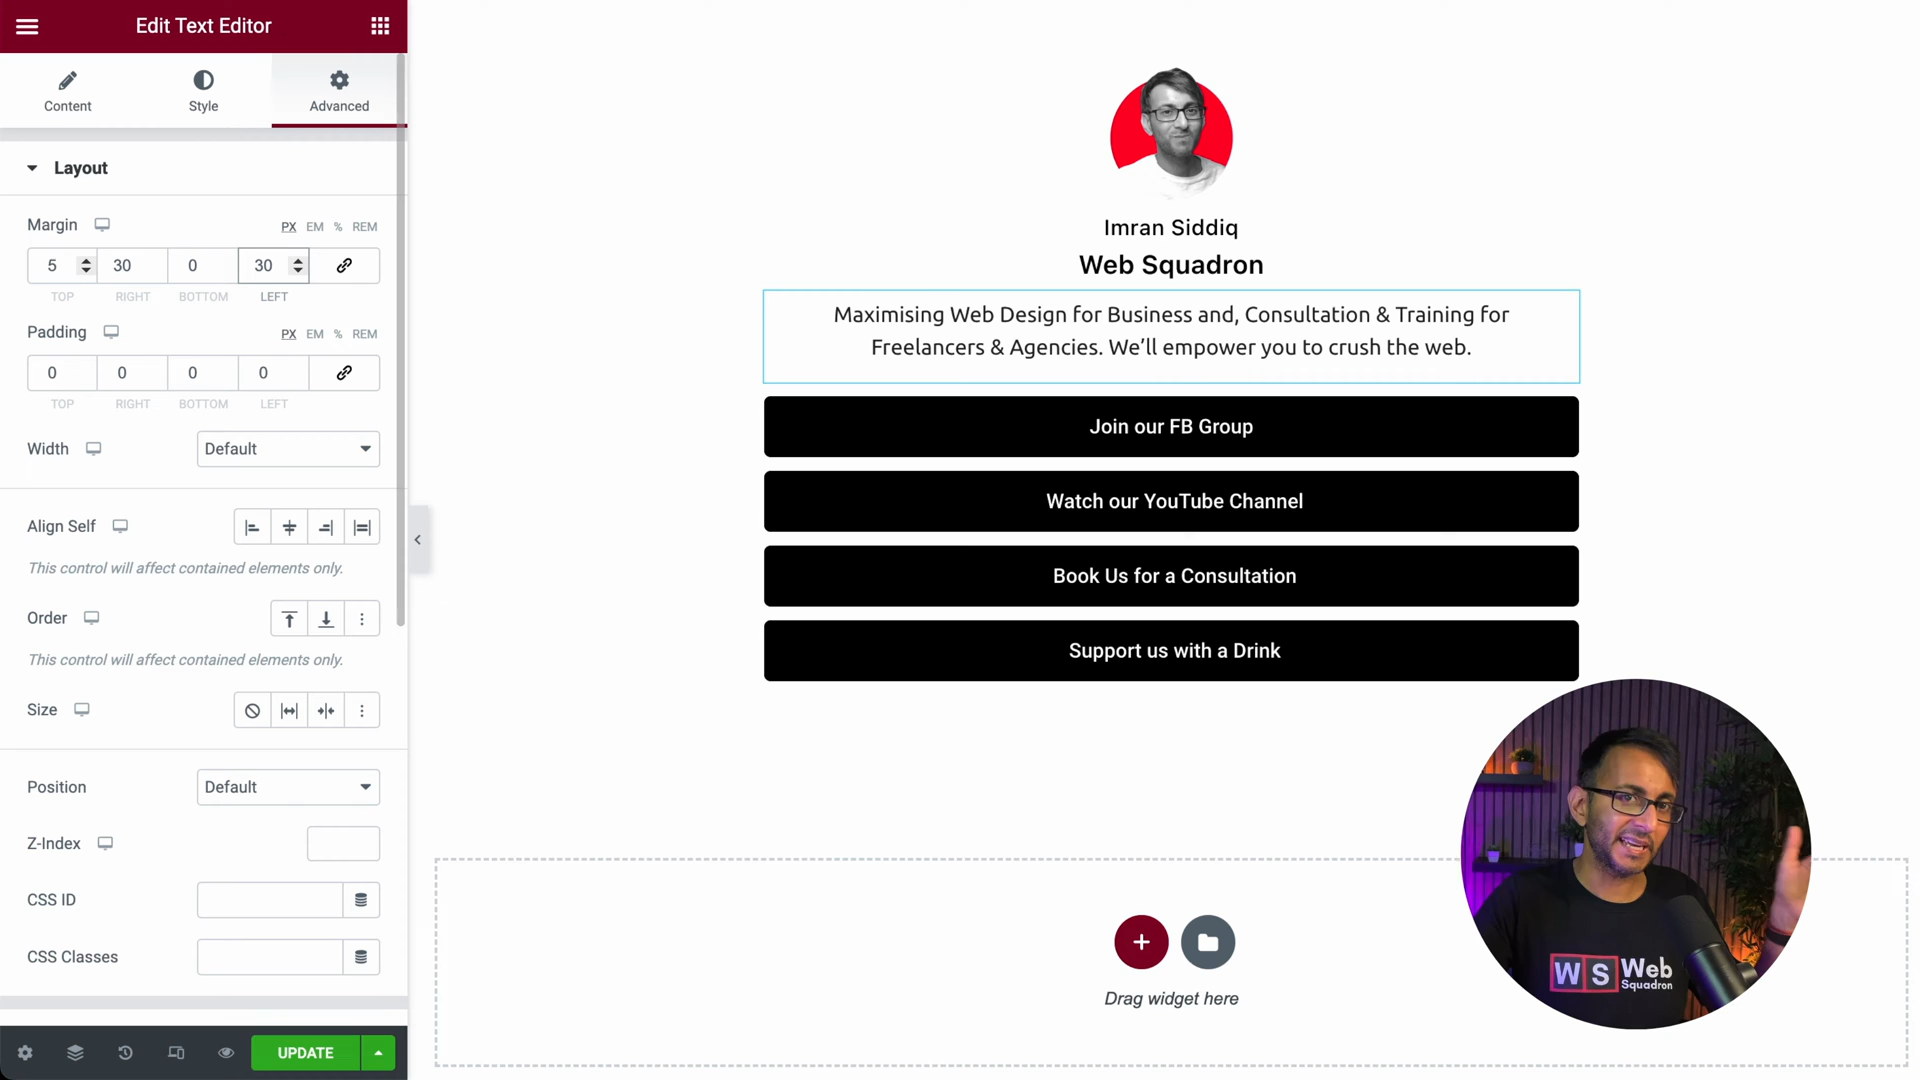 Edit Text Editor
Content
Style
Advanced
Layout
Margin
PX EM % REM
5 30 0 30
TOP RIGHT BOTTOM LEFT
Padding
PX EM % REM
0 0 0 0
TOP RIGHT BOTTOM LEFT
Width
Default
Align Self
This control will affect contained elements only.
Order
This control will affect contained elements only.
Size
Position
Default
Z-Index
CSS ID
CSS Classes
UPDATE
Imran Siddiq
Web Squadron
Maximising Web Design for Business and, Consultation & Training for
Freelancers & Agencies. We’ll empower you to crush the web.
Join our FB Group
Watch our YouTube Channel
Book Us for a Consultation
Support us with a Drink
Drag widget here
WS Web
Squadron